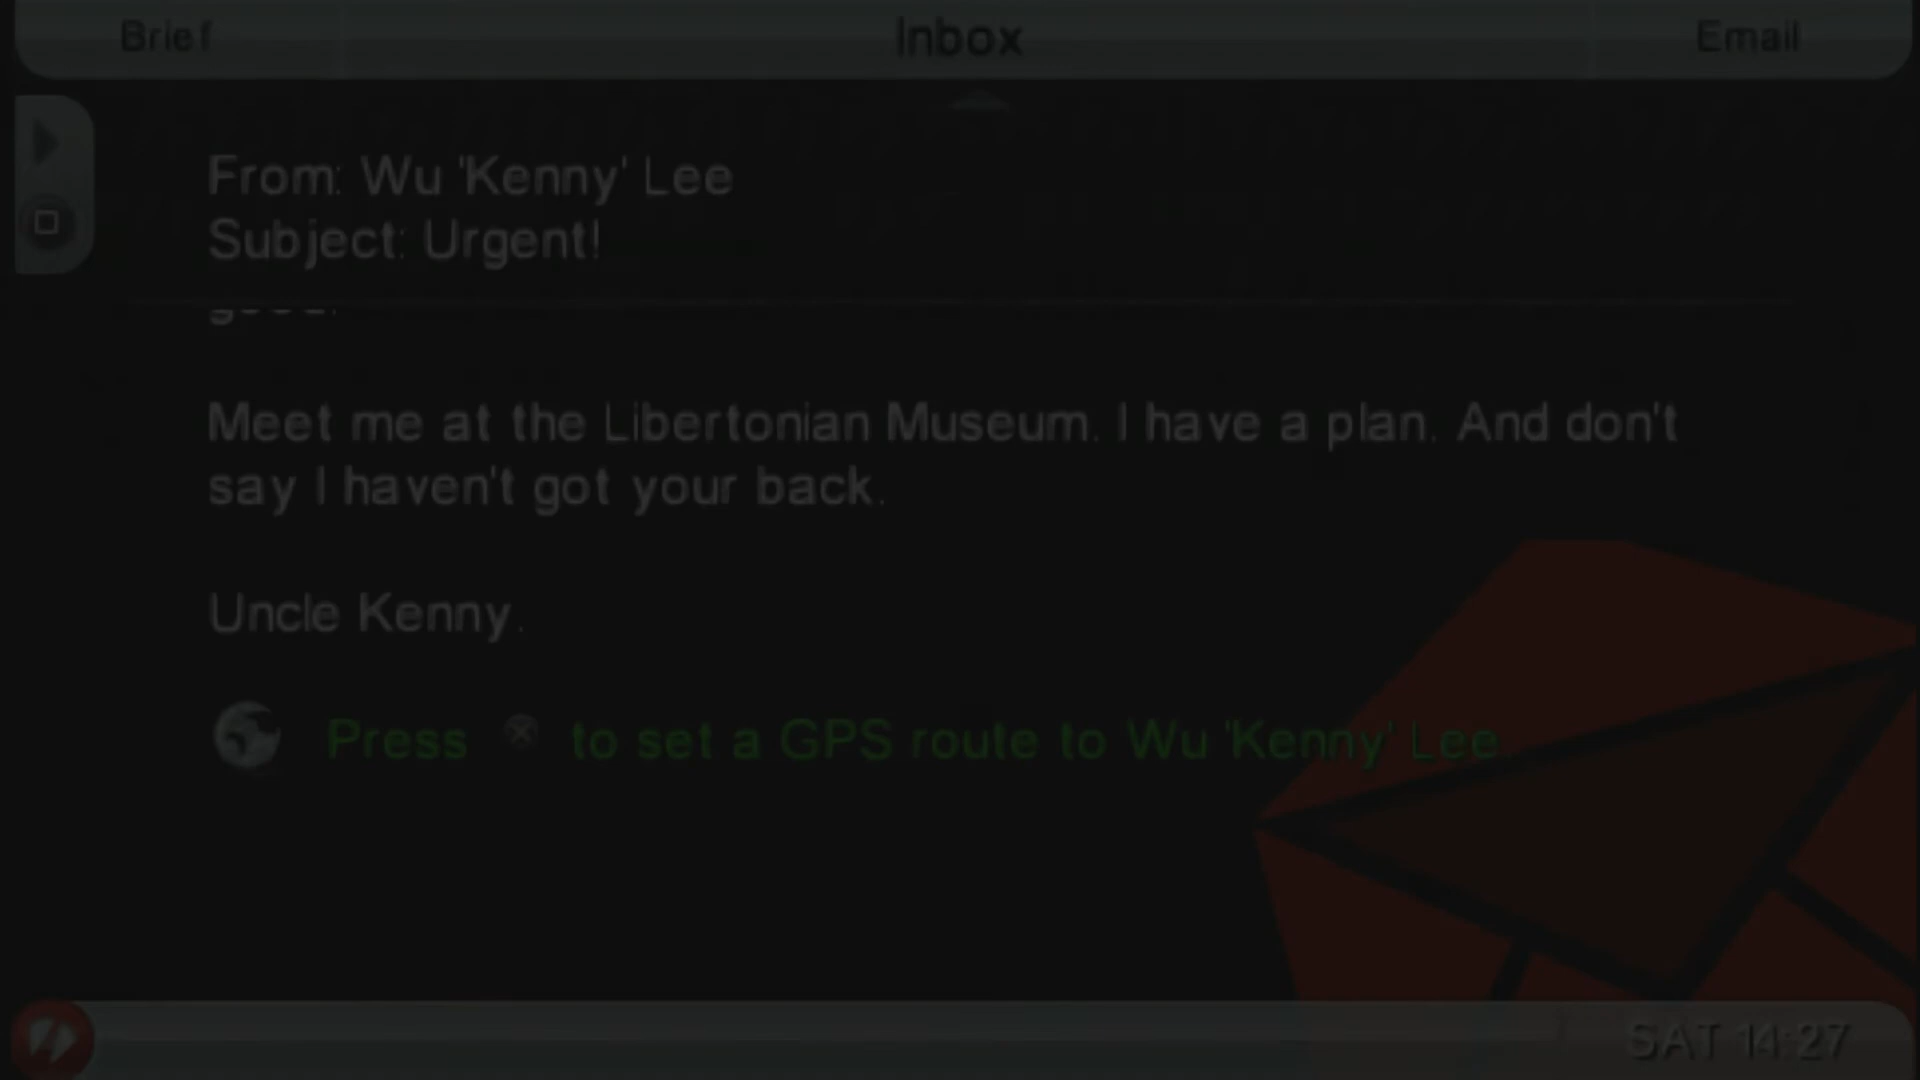 Brief Inbox Email
From: Wu 'Kenny' Lee
Subject: Urgent!
good.
Meet me at the Libertonian Museum. I have a plan. And don't
say I haven't got your back.
Uncle Kenny.
Press to set a GPS route to Wu 'Kenny' Lee.
SAT 14:27